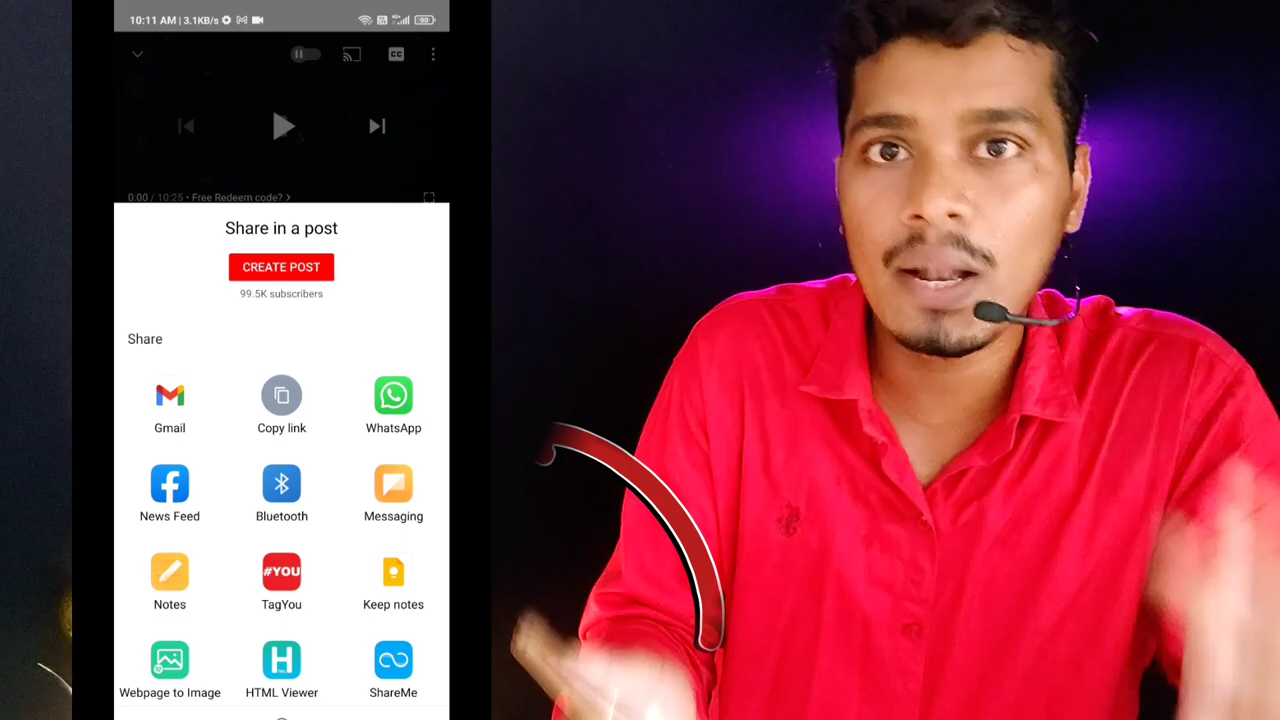 10:11 AM | 3.1KB/s
90
CC
0:00 / 10:25 • Free Redeem code? >
Share in a post
CREATE POST
99.5K subscribers
Share
Gmail Copy link WhatsApp
News Feed Bluetooth Messaging
#YOU
Notes TagYou Keep notes
H
Webpage to Image HTML Viewer ShareMe